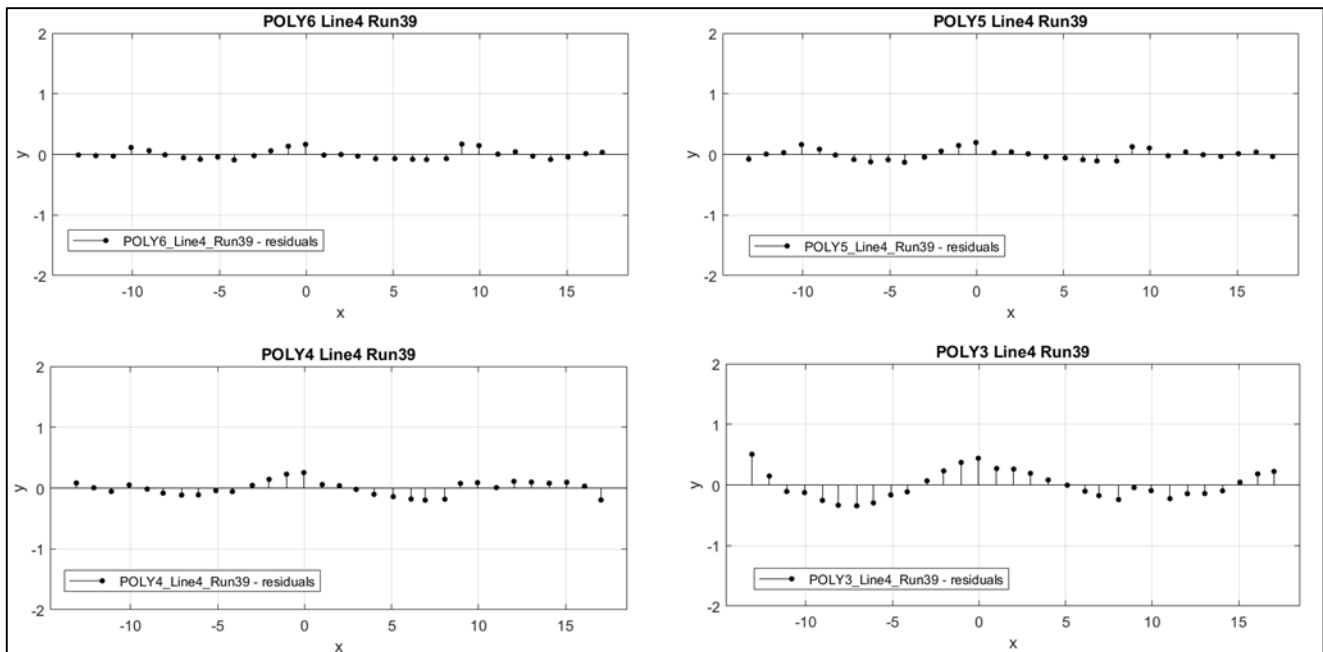 POLY6 Line4 Run39
2
1
0
-1
-2
y
POLY6_Line4_Run39 - residuals
-10
-5
0
5
10
15
x
POLY5 Line4 Run39
2
1
0
-1
-2
y
POLY5_Line4_Run39 - residuals
-10
-5
0
5
10
15
x
POLY4 Line4 Run39
2
1
0
-1
-2
y
POLY4_Line4_Run39 - residuals
-10
-5
0
5
10
15
x
POLY3 Line4 Run39
2
1
0
-1
-2
y
POLY3_Line4_Run39 - residuals
-10
-5
0
5
10
15
x